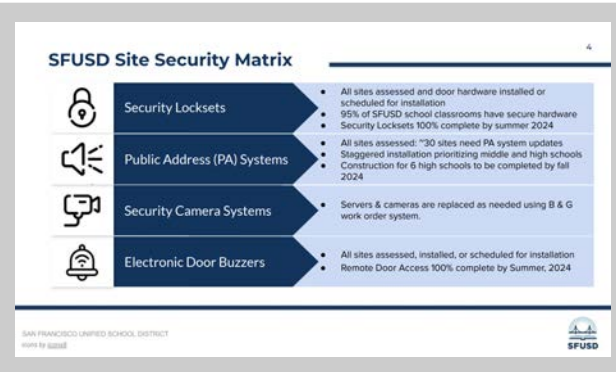 4
SFUSD Site Security Matrix
Security Locksets
● All sites assessed and door hardware installed or
scheduled for installation
● 95% of SFUSD school classrooms have secure hardware
● Security Locksets 100% complete by summer 2024
Public Address (PA) Systems
● All sites assessed: ~30 sites need PA system updates
● Staggered installation prioritizing middle and high schools
● Construction for 6 high schools to be completed by fall
2024
Security Camera Systems
● Servers & cameras are replaced as needed using B & G
work order system.
Electronic Door Buzzers
● All sites assessed, installed, or scheduled for installation
● Remote Door Access 100% complete by Summer, 2024
SAN FRANCISCO UNIFIED SCHOOL DISTRICT
icons by icons8
SFUSD